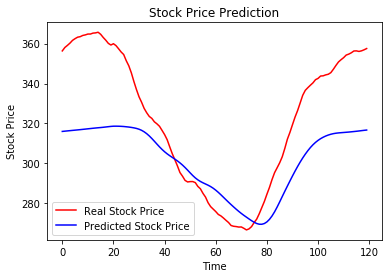 Stock Price Prediction
Stock Price
360
340
320
300
280
Real Stock Price
Predicted Stock Price
0 20 40 60 80 100 120
Time